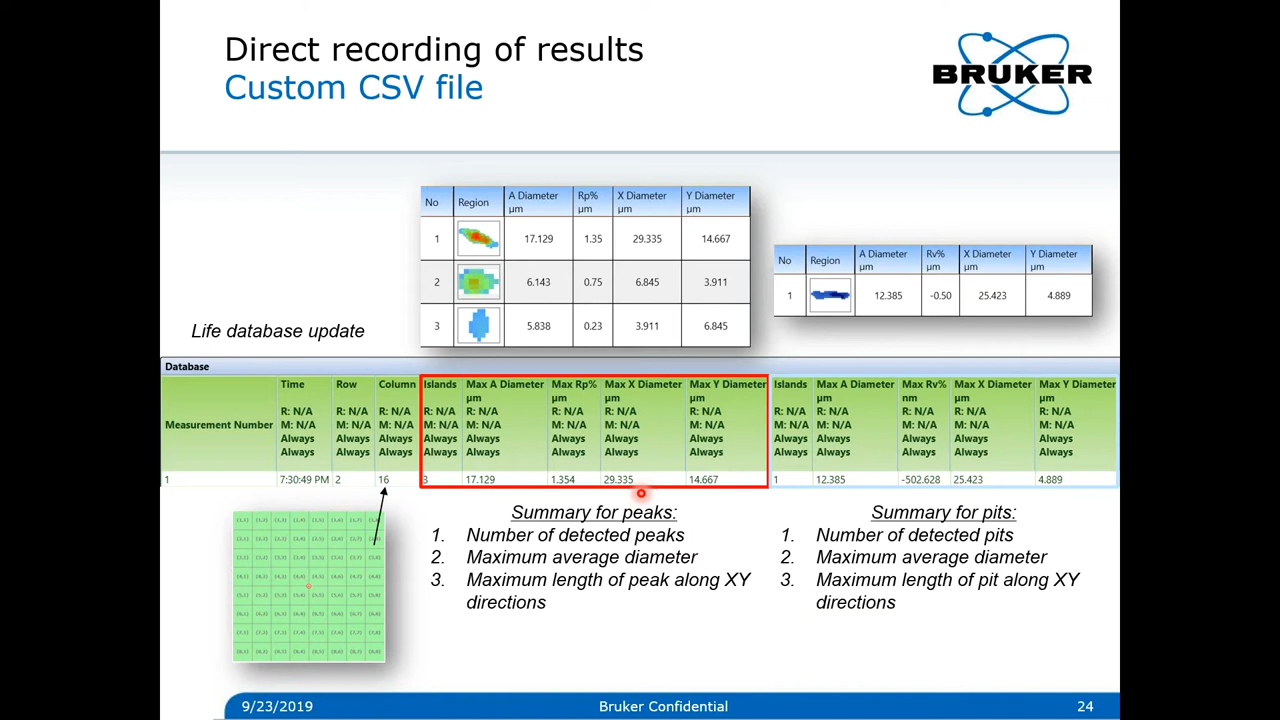 Direct recording of results
Custom CSV file
BRUKER
No Region A Diameter µm Rp% µm X Diameter µm Y Diameter µm
1 17.129 1.35 29.335 14.667
2 6.143 0.75 6.845 3.911
3 5.838 0.23 3.911 6.845
No Region A Diameter µm Rv% µm X Diameter µm Y Diameter µm
1 12.385 -0.50 25.423 4.889
Life database update
Database
Time Row Column Islands Max A Diameter Max Rp% Max X Diameter Max Y Diameter Islands Max A Diameter Max Rv% Max X Diameter Max Y Diameter
µm µm µm µm µm nm µm µm
R: N/A R: N/A R: N/A R: N/A R: N/A R: N/A R: N/A R: N/A R: N/A R: N/A R: N/A R: N/A R: N/A
Measurement Number M: N/A M: N/A M: N/A M: N/A M: N/A M: N/A M: N/A M: N/A M: N/A M: N/A M: N/A M: N/A M: N/A
Always Always Always Always Always Always Always Always Always Always Always Always Always
Always Always Always Always Always Always Always Always Always Always Always Always Always
1 7:30:49 PM 2 16 3 17.129 1.354 29.335 14.667 1 12.385 -502.628 25.423 4.889
Summary for peaks:
1. Number of detected peaks
2. Maximum average diameter
3. Maximum length of peak along XY
directions
Summary for pits:
1. Number of detected pits
2. Maximum average diameter
3. Maximum length of pit along XY
directions
9/23/2019 Bruker Confidential 24